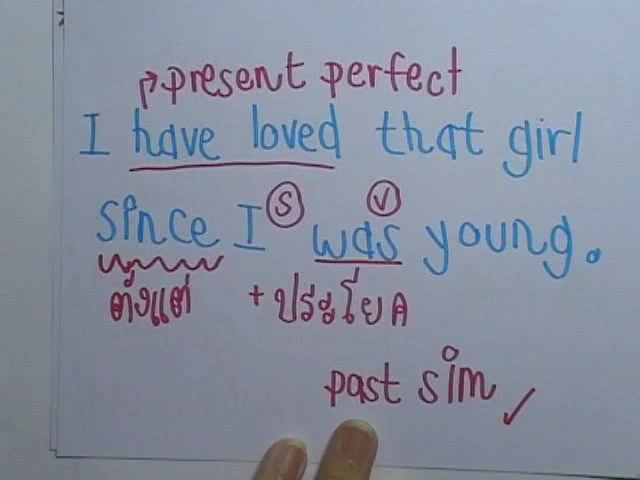 present perfect
I have loved that girl
S V
since I was young.
ตั้งแต่ + ประโยค
past sim